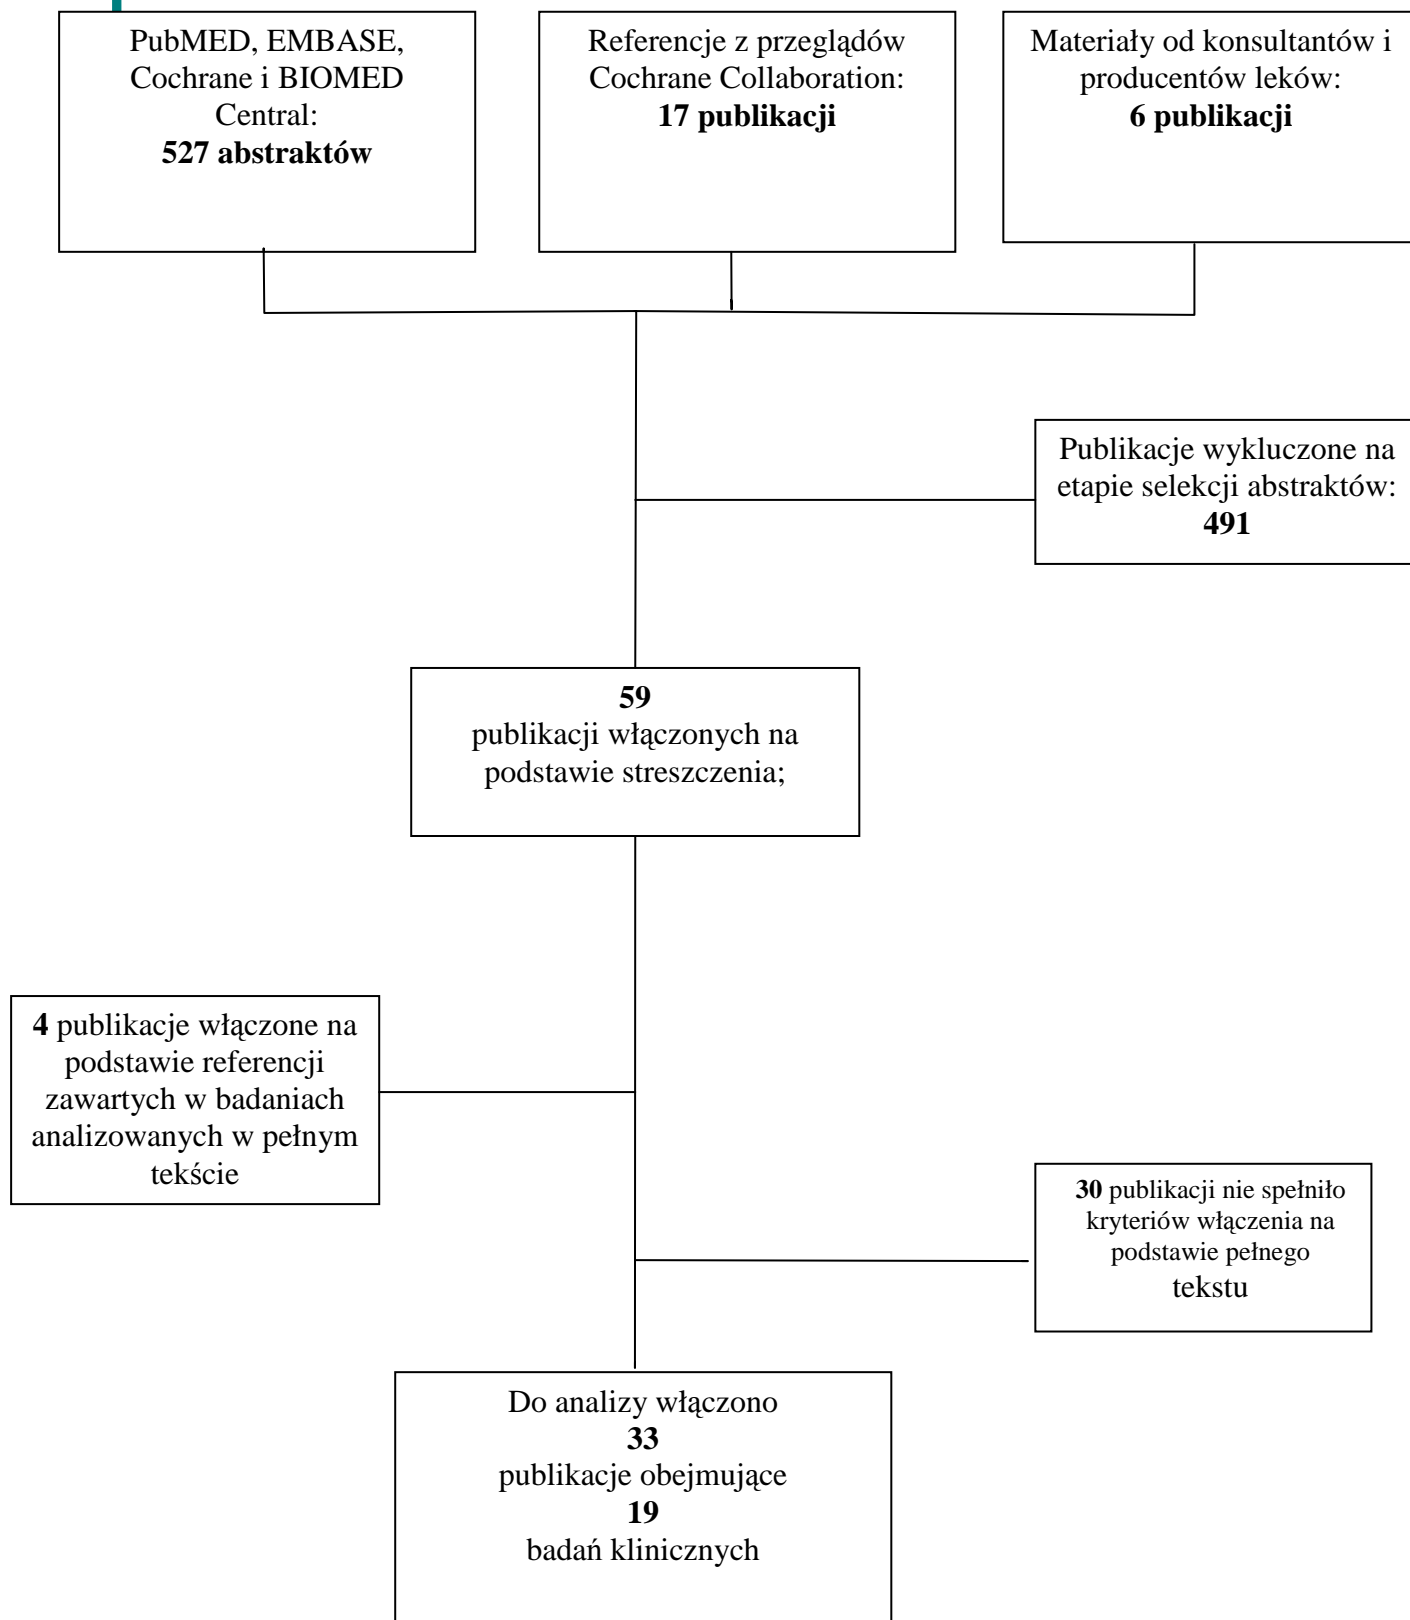 PubMED, EMBASE,
Cochrane i BIOMED
Central:
527 abstraktów
Referencje z przeglądów
Cochrane Collaboration:
17 publikacji
Materiały od konsultantów i
producentów leków:
6 publikacji
Publikacje wykluczone na
etapie selekcji abstraktów:
491
59
publikacji włączonych na
podstawie streszczenia;
4 publikacje włączone na
podstawie referencji
zawartych w badaniach
analizowanych w pełnym
tekście
30 publikacji nie spełniło
kryteriów włączenia na
podstawie pełnego
tekstu
Do analizy włączono
33
publikacje obejmujące
19
badań klinicznych